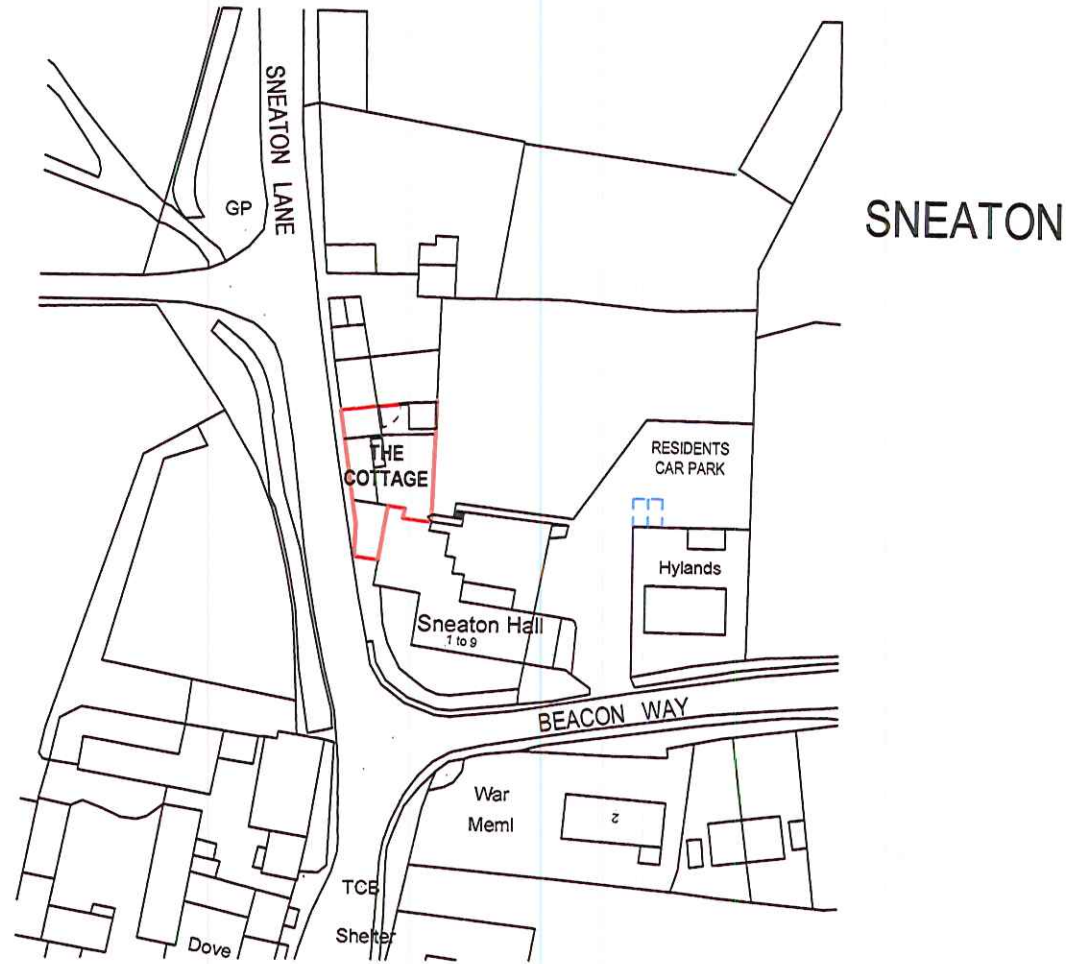 SNEATON LANE
SNEATON
GP
THE
COTTAGE
RESIDENTS
CAR PARK
Hylands
Sneaton Hall
1 to 9
BEACON WAY
War
Meml
2
TCB
Shelter
Dove